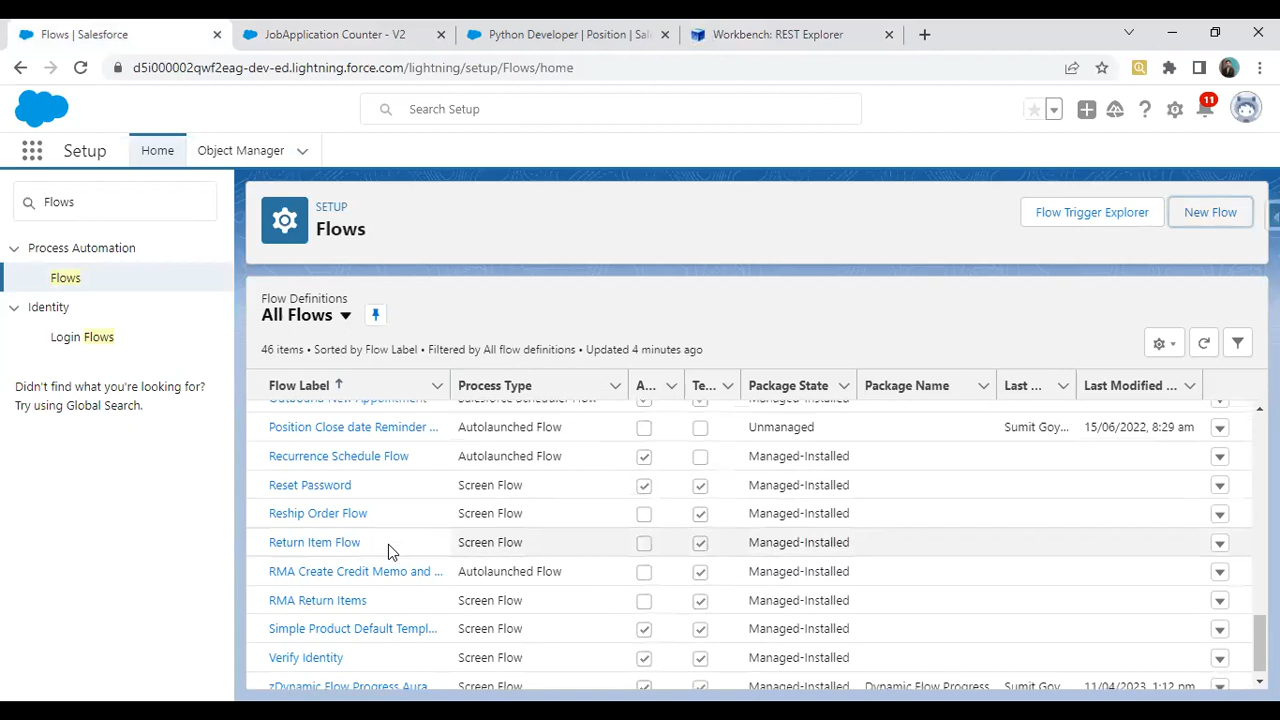 Flows | Salesforce
JobApplication Counter - V2
Python Developer | Position | Sal
Workbench: REST Explorer
d5i000002qwf2eag-dev-ed.lightning.force.com/lightning/setup/Flows/home
Search Setup
11
Setup
Home
Object Manager
Flows
SETUP
Flows
Flow Trigger Explorer
New Flow
Process Automation
Flows
Identity
Login Flows
Didn't find what you're looking for?
Try using Global Search.
Flow Definitions
All Flows
46 items • Sorted by Flow Label • Filtered by All flow definitions • Updated 4 minutes ago
Flow Label Process Type A... Te... Package State Package Name Last ... Last Modified ...
Outbound New Appointment Salesforce Scheduler Flow Managed-Installed
Position Close date Reminder ... Autolaunched Flow Unmanaged Sumit Goy... 15/06/2022, 8:29 am
Recurrence Schedule Flow Autolaunched Flow Managed-Installed
Reset Password Screen Flow Managed-Installed
Reship Order Flow Screen Flow Managed-Installed
Return Item Flow Screen Flow Managed-Installed
RMA Create Credit Memo and ... Autolaunched Flow Managed-Installed
RMA Return Items Screen Flow Managed-Installed
Simple Product Default Templ... Screen Flow Managed-Installed
Verify Identity Screen Flow Managed-Installed
zDynamic Flow Progress Aura Screen Flow Managed-Installed Dynamic Flow Progress Sumit Goy... 11/04/2023, 1:12 pm